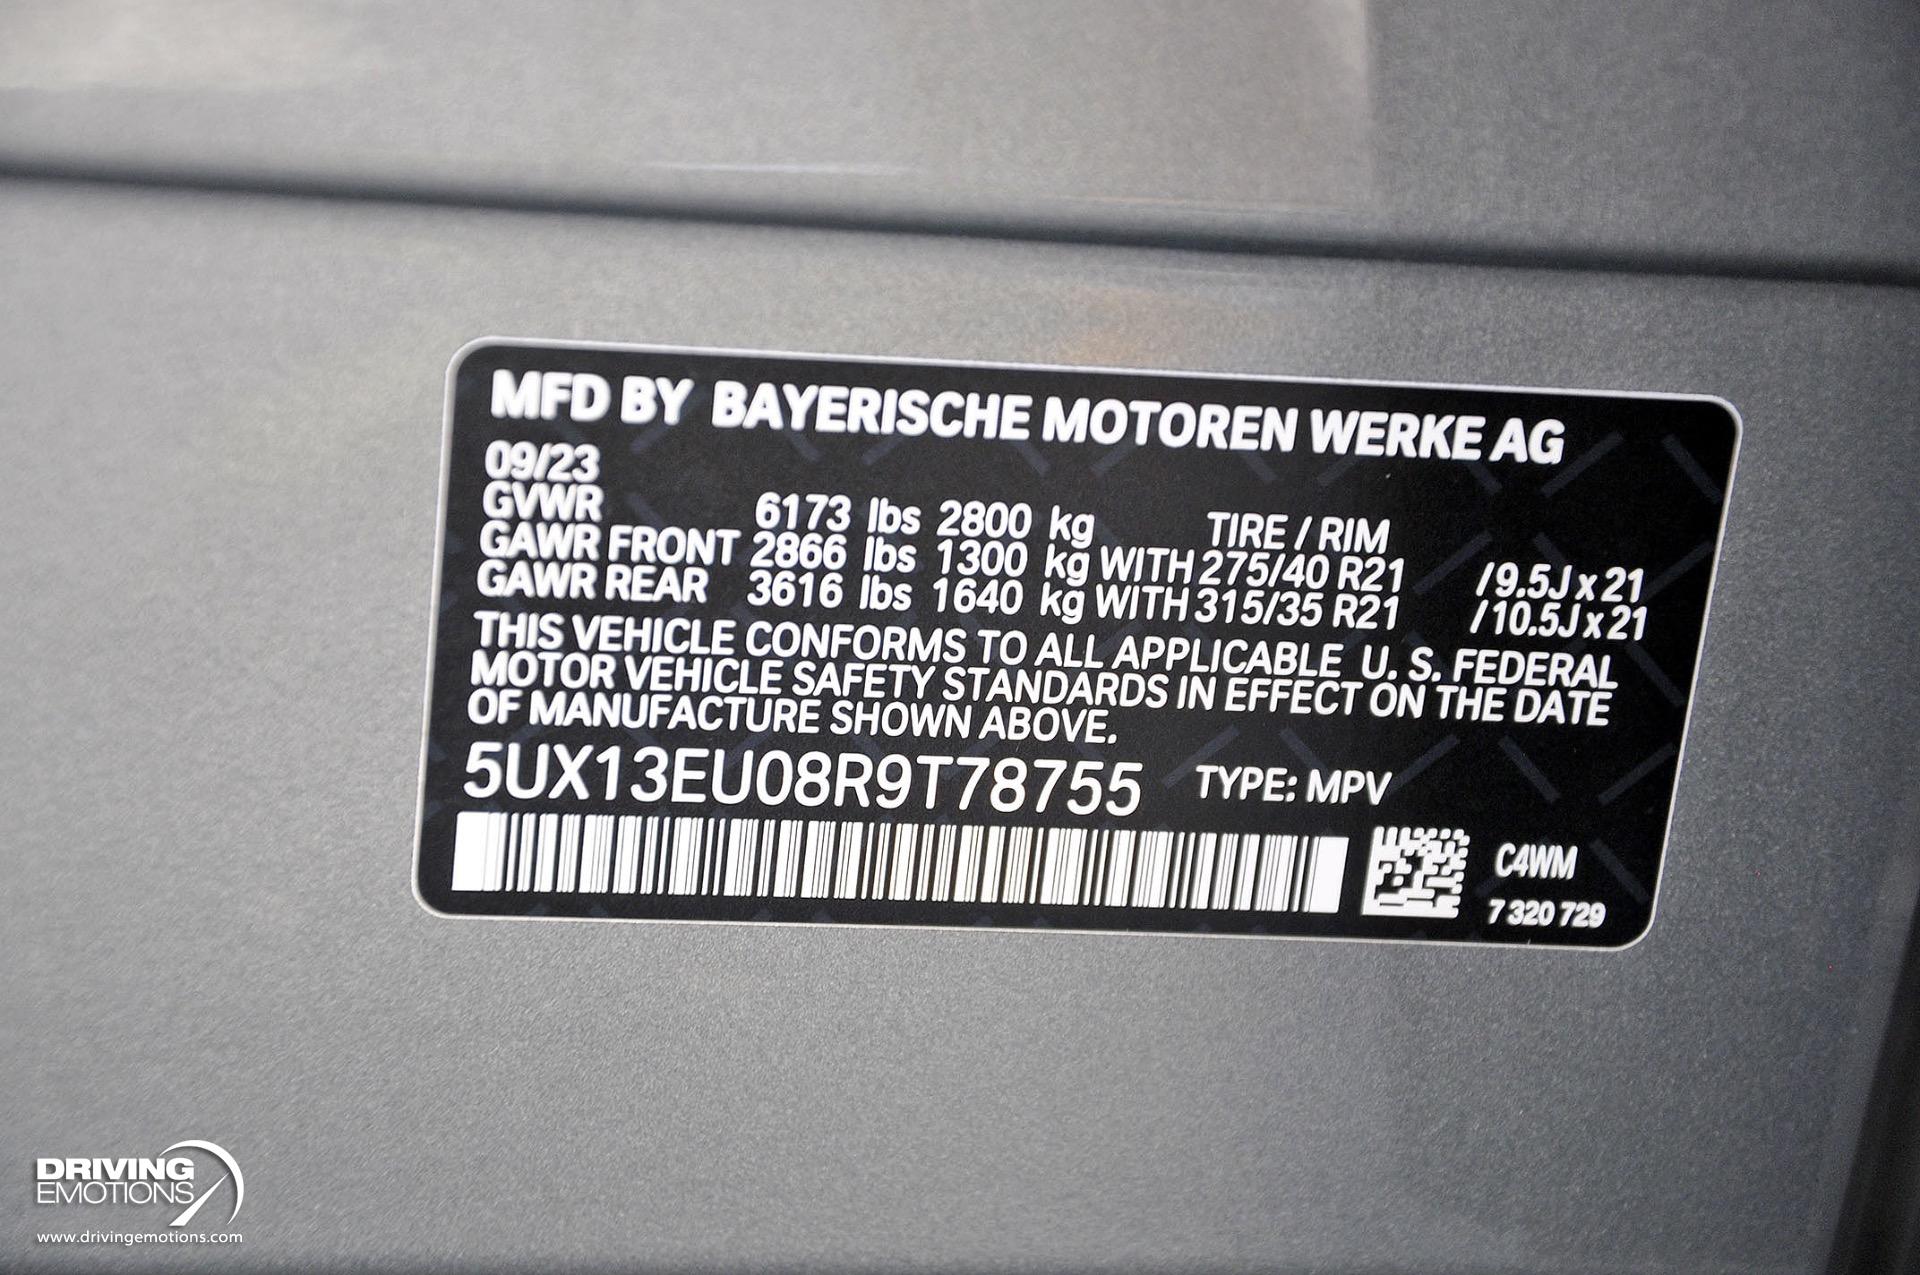 MFD BY BAYERISCHE MOTOREN WERKE AG
09/23
GVWR 6173 lbs 2800 kg TIRE / RIM
GAWR FRONT 2866 lbs 1300 kg WITH 275/40 R21 /9.5J x 21
GAWR REAR 3616 lbs 1640 kg WITH 315/35 R21 /10.5J x 21
THIS VEHICLE CONFORMS TO ALL APPLICABLE U. S. FEDERAL
MOTOR VEHICLE SAFETY STANDARDS IN EFFECT ON THE DATE
OF MANUFACTURE SHOWN ABOVE.
5UX13EU08R9T78755 TYPE: MPV
C4WM
7 320 729
DRIVING
EMOTIONS
www.drivingemotions.com